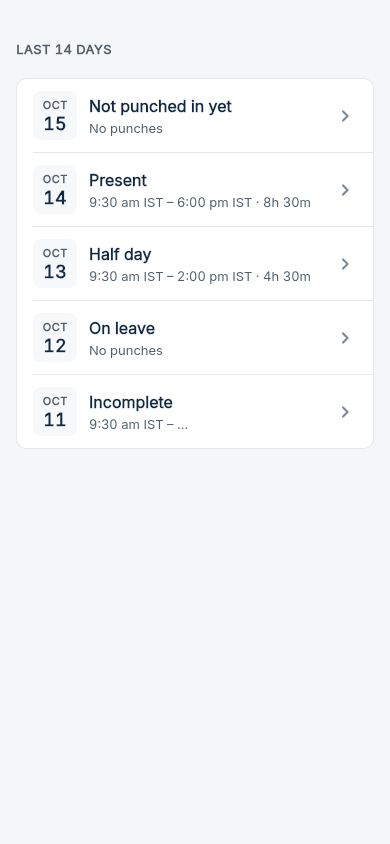 LAST 14 DAYS
OCT
15
Not punched in yet
No punches
OCT
14
Present
9:30 am IST – 6:00 pm IST · 8h 30m
OCT
13
Half day
9:30 am IST – 2:00 pm IST · 4h 30m
OCT
12
On leave
No punches
OCT
11
Incomplete
9:30 am IST – ...